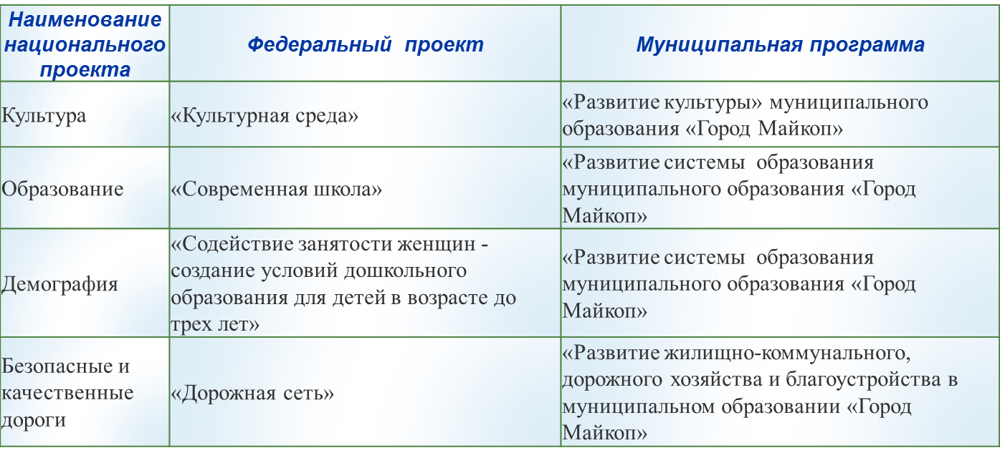 Наименование
национального
проекта
Федеральный проект
Муниципальная программа
Культура
«Культурная среда»
«Развитие культуры» муниципального
образования «Город Майкоп»
Образование
«Современная школа»
«Развитие системы образования
муниципального образования «Город
Майкоп»
Демография
«Содействие занятости женщин -
создание условий дошкольного
образования для детей в возрасте до
трех лет»
«Развитие системы образования
муниципального образования «Город
Майкоп»
Безопасные и
качественные
дороги
«Дорожная сеть»
«Развитие жилищно-коммунального,
дорожного хозяйства и благоустройства в
муниципальном образовании «Город
Майкоп»